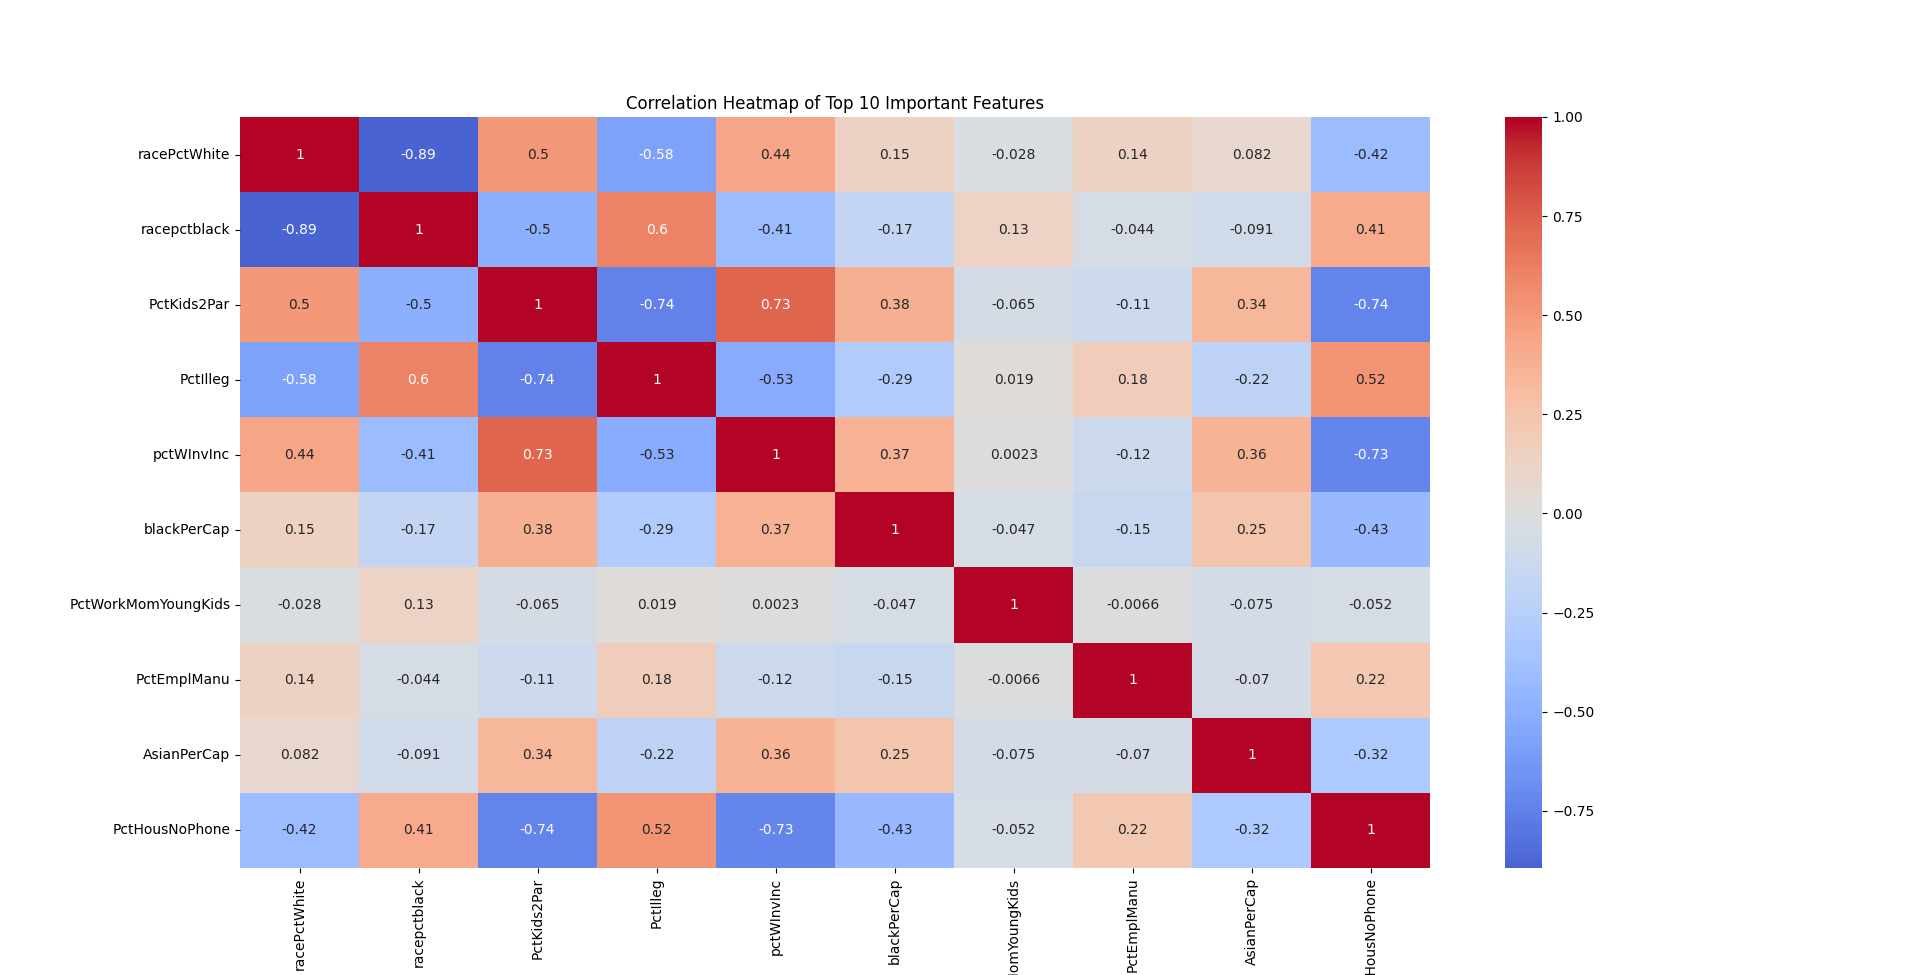 Correlation Heatmap of Top 10 Important Features
racePctWhite 1 -0.89 0.5 -0.58 0.44 0.15 -0.028 0.14 0.082 -0.42
racepctblack -0.89 1 -0.5 0.6 -0.41 -0.17 0.13 -0.044 -0.091 0.41
PctKids2Par 0.5 -0.5 1 -0.74 0.73 0.38 -0.065 -0.11 0.34 -0.74
PctIlleg -0.58 0.6 -0.74 1 -0.53 -0.29 0.019 0.18 -0.22 0.52
pctWInvInc 0.44 -0.41 0.73 -0.53 1 0.37 0.0023 -0.12 0.36 -0.73
blackPerCap 0.15 -0.17 0.38 -0.29 0.37 1 -0.047 -0.15 0.25 -0.43
PctWorkMomYoungKids -0.028 0.13 -0.065 0.019 0.0023 -0.047 1 -0.0066 -0.075 -0.052
PctEmplManu 0.14 -0.044 -0.11 0.18 -0.12 -0.15 -0.0066 1 -0.07 0.22
AsianPerCap 0.082 -0.091 0.34 -0.22 0.36 0.25 -0.075 -0.07 1 -0.32
PctHousNoPhone -0.42 0.41 -0.74 0.52 -0.73 -0.43 -0.052 0.22 -0.32 1
racePctWhite
racepctblack
PctKids2Par
PctIlleg
pctWInvInc
blackPerCap
omYoungKids
PctEmplManu
AsianPerCap
HousNoPhone
1.00
0.75
0.50
0.25
0.00
−0.25
−0.50
−0.75